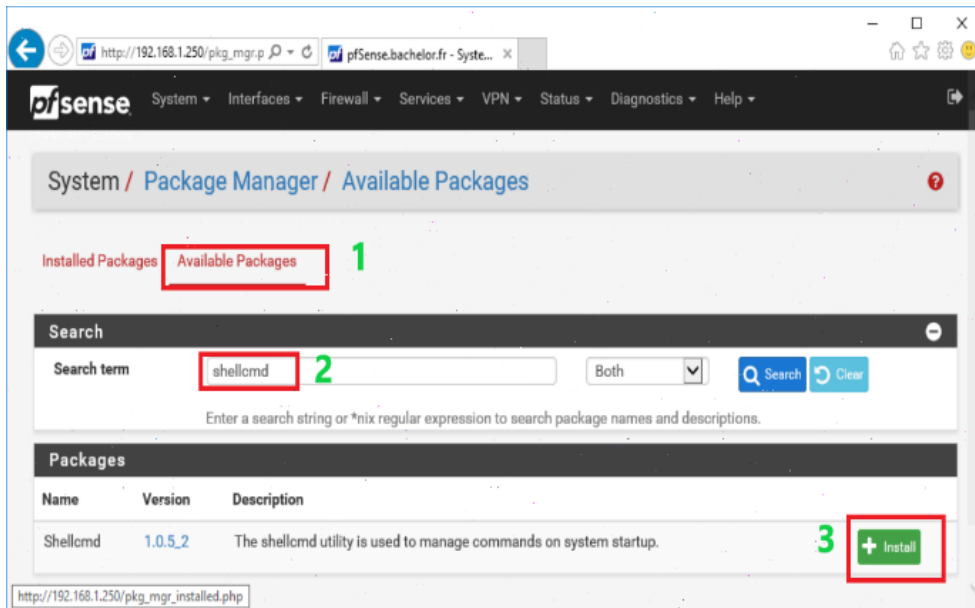 http://192.168.1.250/pkg_mgr.p
pfSense.bachelor.fr - Syste...
pfsense System Interfaces Firewall Services VPN Status Diagnostics Help
System / Package Manager / Available Packages
Installed Packages Available Packages 1
Search
Search term shellcmd 2 Both Search Clear
Enter a search string or *nix regular expression to search package names and descriptions.
Packages
Name Version Description
Shellcmd 1.0.5_2 The shellcmd utility is used to manage commands on system startup. 3 + Install
http://192.168.1.250/pkg_mgr_installed.php